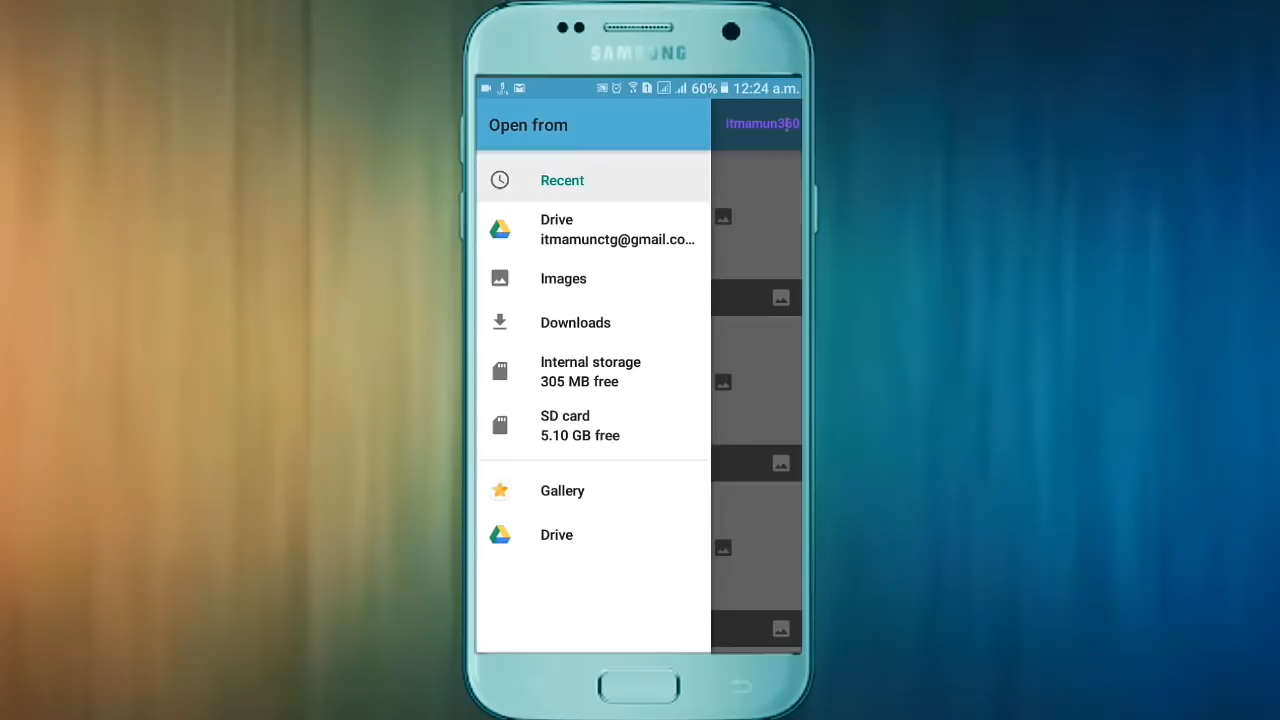 SAMSUNG
60% 12:24 a.m.
Open from
itmamun360
Recent
Drive
itmamunctg@gmail.co...
Images
Downloads
Internal storage
305 MB free
SD card
5.10 GB free
Gallery
Drive